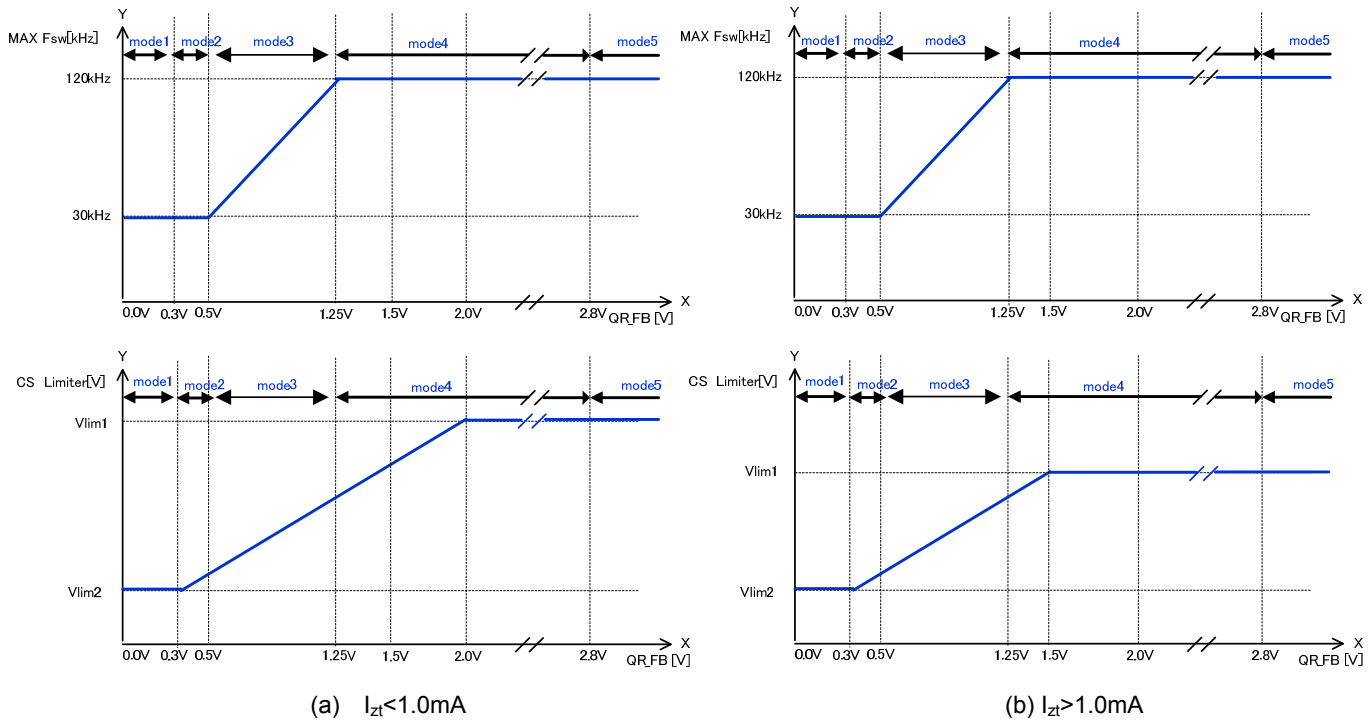 Y
MAX Fsw[kHz]
mode1 mode2 mode3 mode4 mode5
120kHz
30kHz
X
0.0V 0.3V 0.5V 1.25V 1.5V 2.0V 2.8V
QR_FB [V]
Y
MAX Fsw[kHz]
mode1 mode2 mode3 mode4 mode5
120kHz
30kHz
X
0.0V 0.3V 0.5V 1.25V 1.5V 2.0V 2.8V
QR_FB [V]
Y
CS Limiter[V]
mode1 mode2 mode3 mode4 mode5
Vlim1
Vlim2
X
0.0V 0.3V 0.5V 1.25V 1.5V 2.0V 2.8V
QR_FB [V]
Y
CS Limiter[V]
mode1 mode2 mode3 mode4 mode5
Vlim1
Vlim2
X
0.0V 0.3V 0.5V 1.25V 1.5V 2.0V 2.8V
QR_FB [V]
(a) Izt<1.0mA
(b) Izt>1.0mA